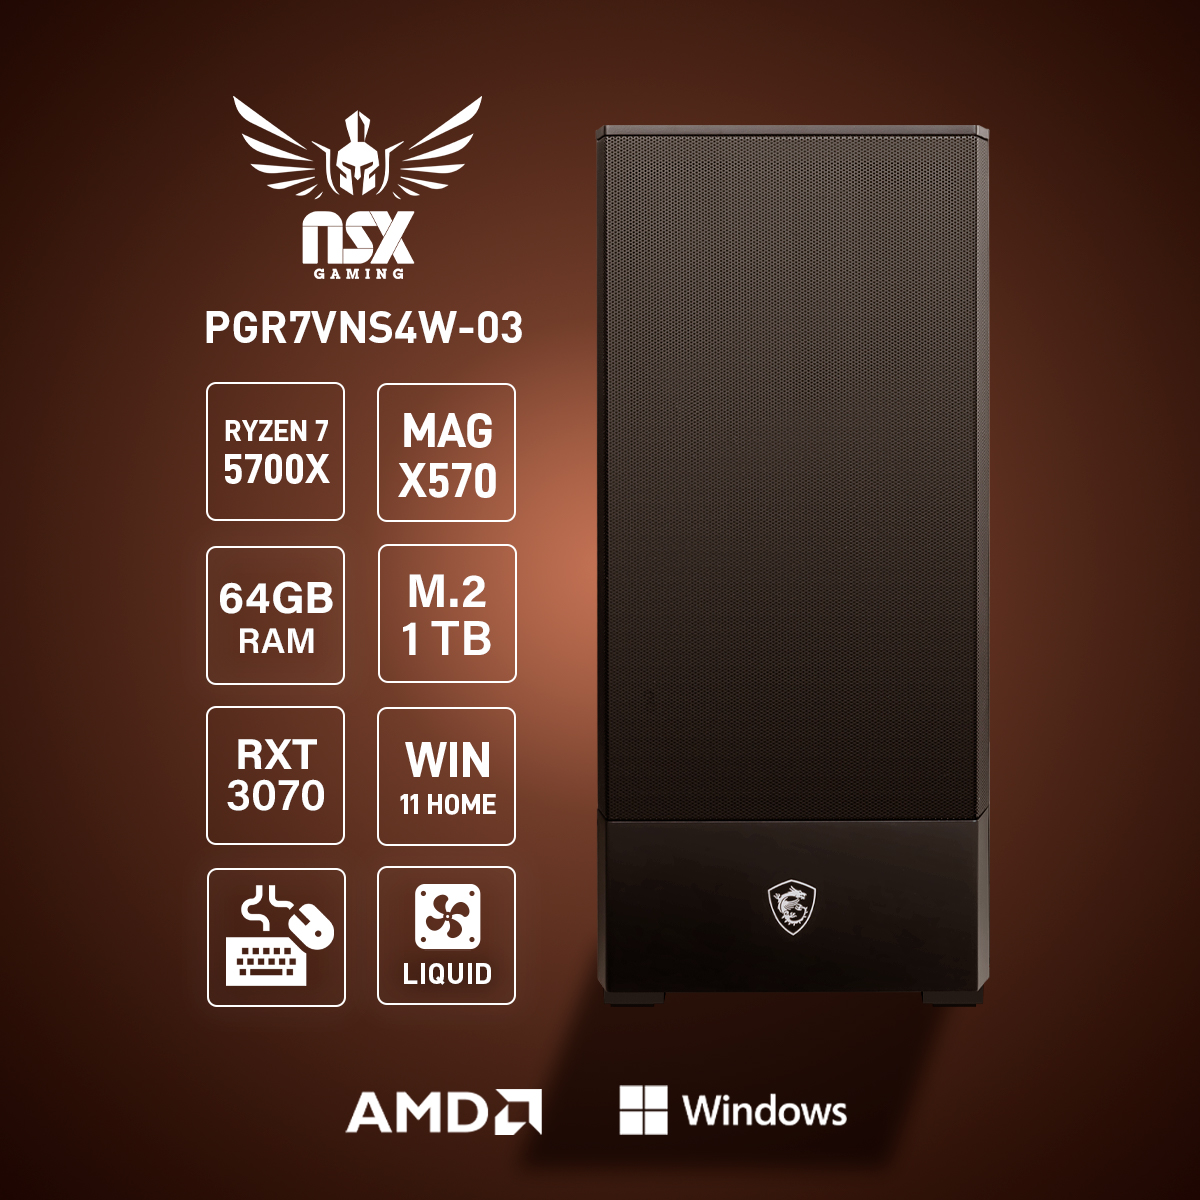 NSX
GAMING
PGR7VNS4W-03
RYZEN 7
5700X
MAG
X570
64GB
RAM
M.2
1 TB
RXT
3070
WIN
11 HOME
LIQUID
AMD
Windows